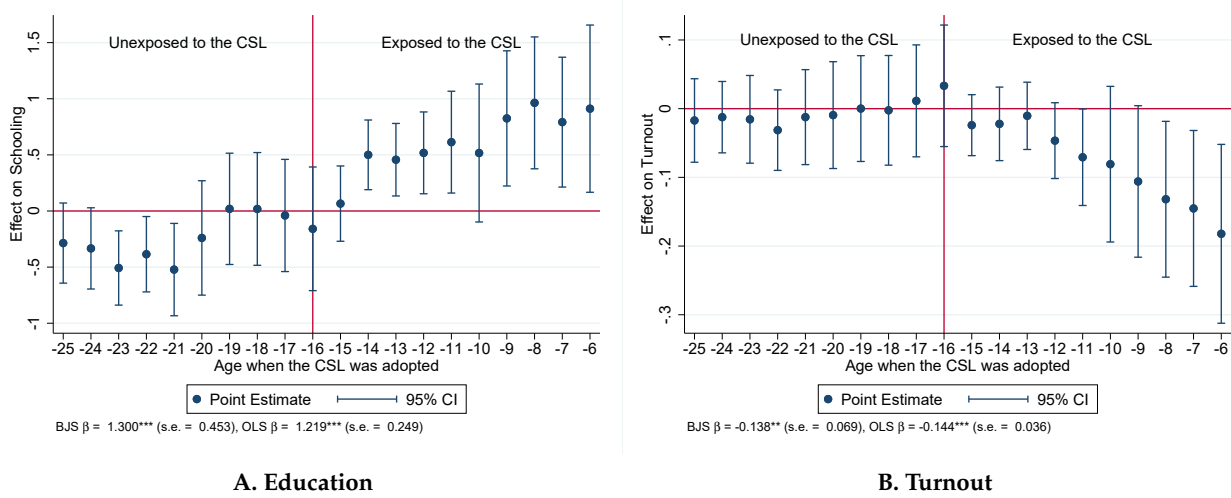 Unexposed to the CSL Exposed to the CSL
Effect on Schooling
1.5
1
.5
0
-.5
-1
-25 -24 -23 -22 -21 -20 -19 -18 -17 -16 -15 -14 -13 -12 -11 -10 -9 -8 -7 -6
Age when the CSL was adopted
Point Estimate 95% CI
BJS β = 1.300*** (s.e. = 0.453), OLS β = 1.219*** (s.e. = 0.249)
A. Education
Unexposed to the CSL Exposed to the CSL
Effect on Turnout
.1
0
-.1
-.2
-.3
-25 -24 -23 -22 -21 -20 -19 -18 -17 -16 -15 -14 -13 -12 -11 -10 -9 -8 -7 -6
Age when the CSL was adopted
Point Estimate 95% CI
BJS β = -0.138** (s.e. = 0.069), OLS β = -0.144*** (s.e. = 0.036)
B. Turnout